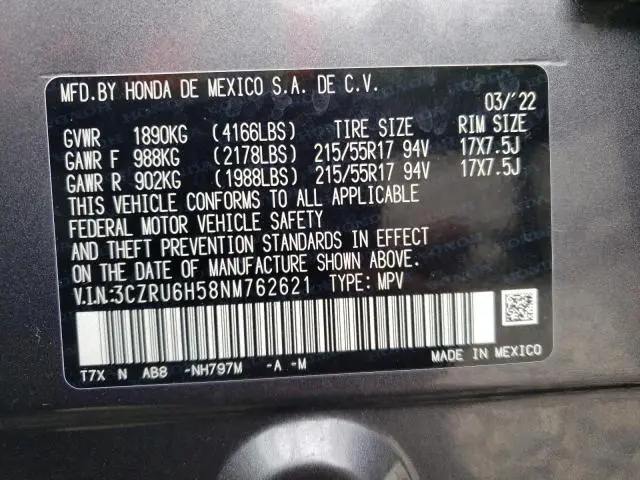 MFD.BY HONDA DE MEXICO S.A. DE C.V.
03/'22
GVWR 1890KG (4166LBS) TIRE SIZE RIM SIZE
GAWR F 988KG (2178LBS) 215/55R17 94V 17X7.5J
GAWR R 902KG (1988LBS) 215/55R17 94V 17X7.5J
THIS VEHICLE CONFORMS TO ALL APPLICABLE
FEDERAL MOTOR VEHICLE SAFETY
AND THEFT PREVENTION STANDARDS IN EFFECT
ON THE DATE OF MANUFACTURE SHOWN ABOVE.
V.I.N.:3CZRU6H58NM762621 TYPE: MPV
T7X N AB8 -NH797M -A -M
MADE IN MEXICO